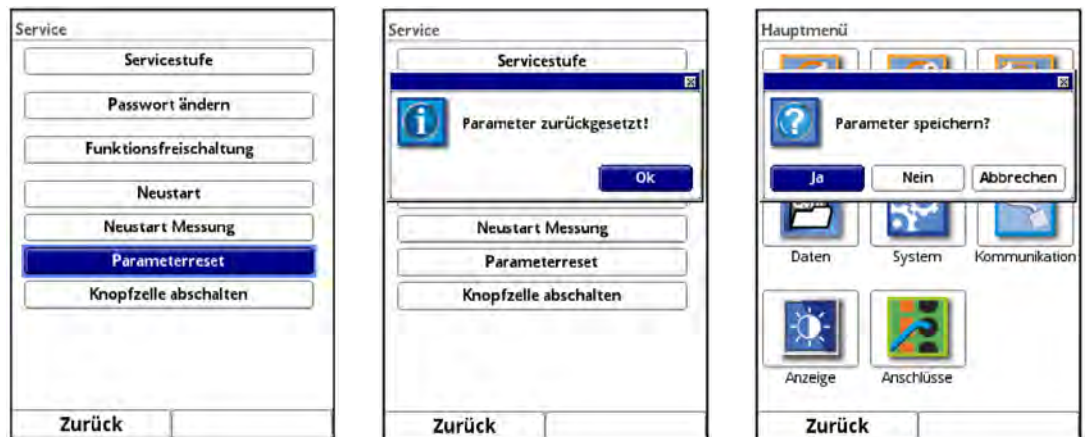 Service
Servicestufe
Passwort ändern
Funktionsfreischaltung
Neustart
Neustart Messung
Parameterreset
Knopfzelle abschalten
Zurück
Service
Servicestufe
Parameter zurückgesetzt!
Ok
Neustart Messung
Parameterreset
Knopfzelle abschalten
Zurück
Hauptmenü
Parameter speichern?
Ja Nein Abbrechen
Daten System Kommunikation
Anzeige Anschlüsse
Zurück